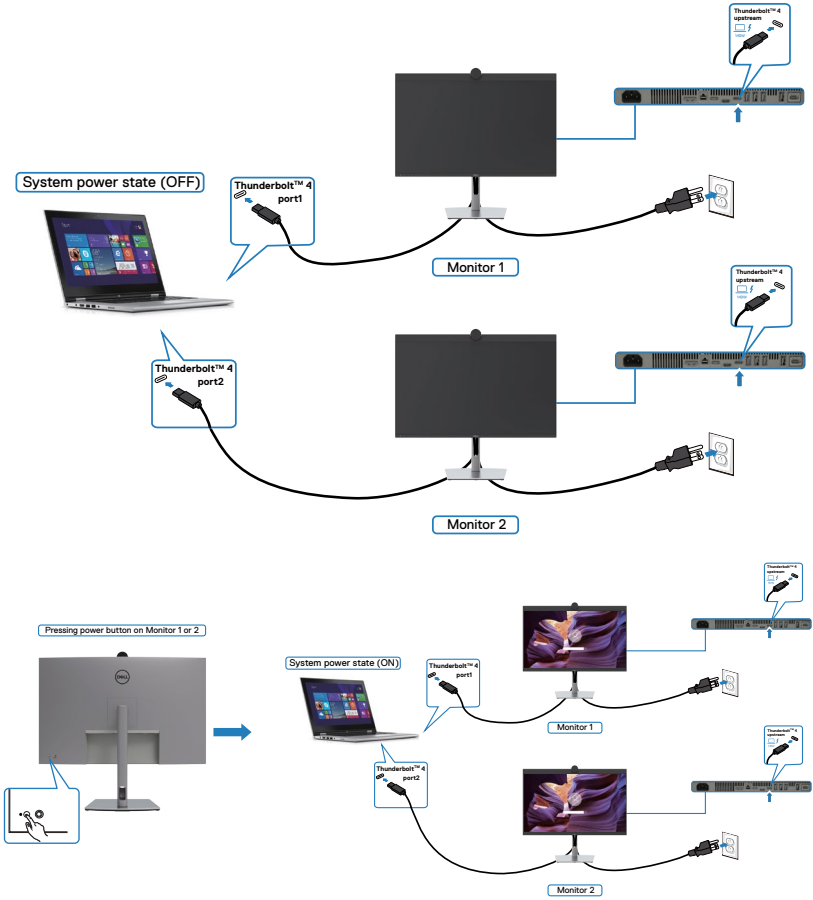 Thunderbolt™ 4
upstream
System power state (OFF)
Thunderbolt™ 4
port1
Monitor 1
Thunderbolt™ 4
upstream
Thunderbolt™ 4
port2
Monitor 2
Thunderbolt™ 4
upstream
Pressing power button on Monitor 1 or 2
System power state (ON)
Thunderbolt™ 4
port1
DELL
Monitor 1
Thunderbolt™ 4
upstream
Thunderbolt™ 4
port2
Monitor 2